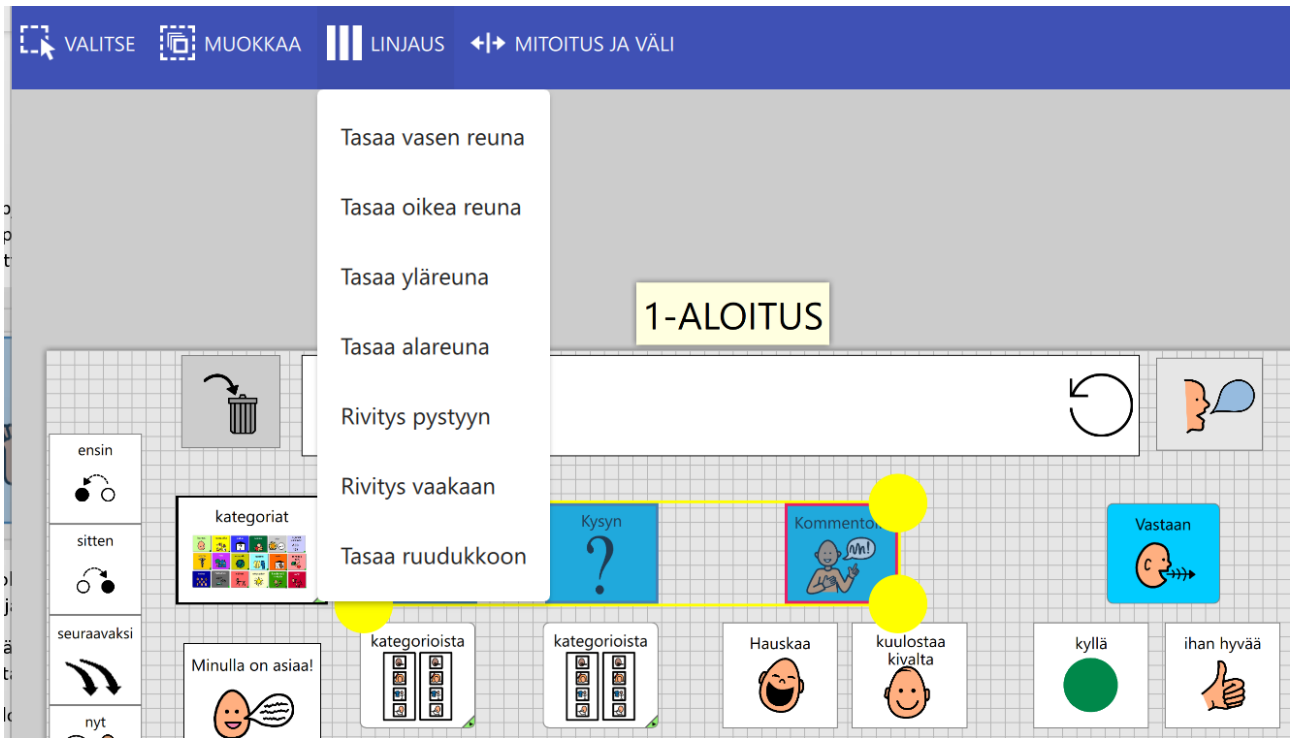 VALITSE MUOKKAA LINJAUS MITOITUS JA VÄLI
Tasaa vasen reuna
Tasaa oikea reuna
Tasaa yläreuna
Tasaa alareuna
Rivitys pystyyn
Rivitys vaakaan
Tasaa ruudukkoon
1-ALOITUS
ensin
sitten
seuraavaksi
nyt
kategoriat
Kysyn
Uh!
Vastaan
Minulla on asiaa!
kategorioista
kategorioista
Hauskaa
kuulostaa
kivalta
kyllä
ihan hyvää